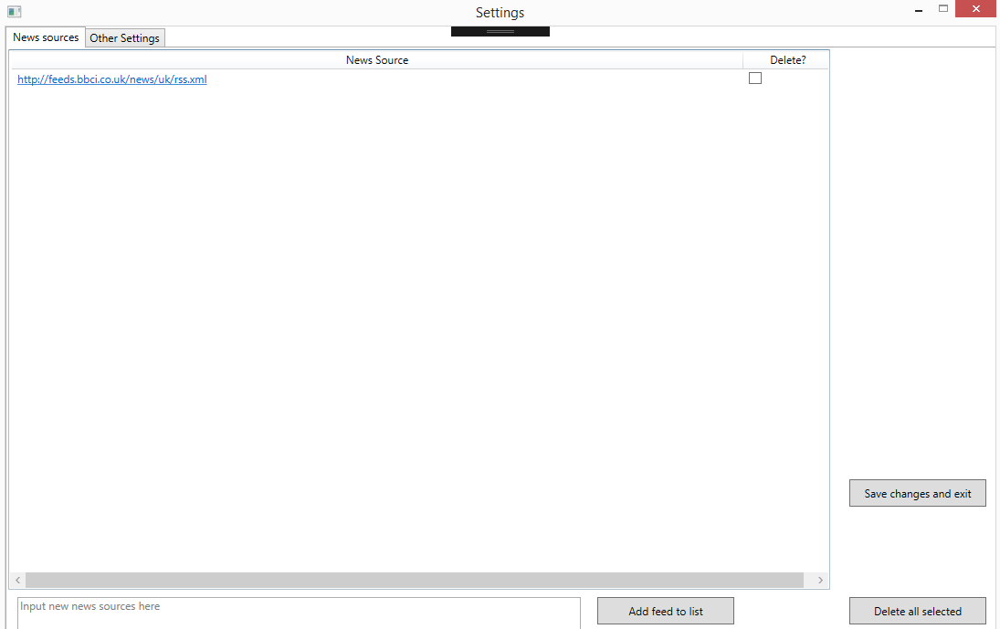 Settings
News sources Other Settings
News Source Delete?
http://feeds.bbci.co.uk/news/uk/rss.xml
Save changes and exit
Input new news sources here
Add feed to list
Delete all selected